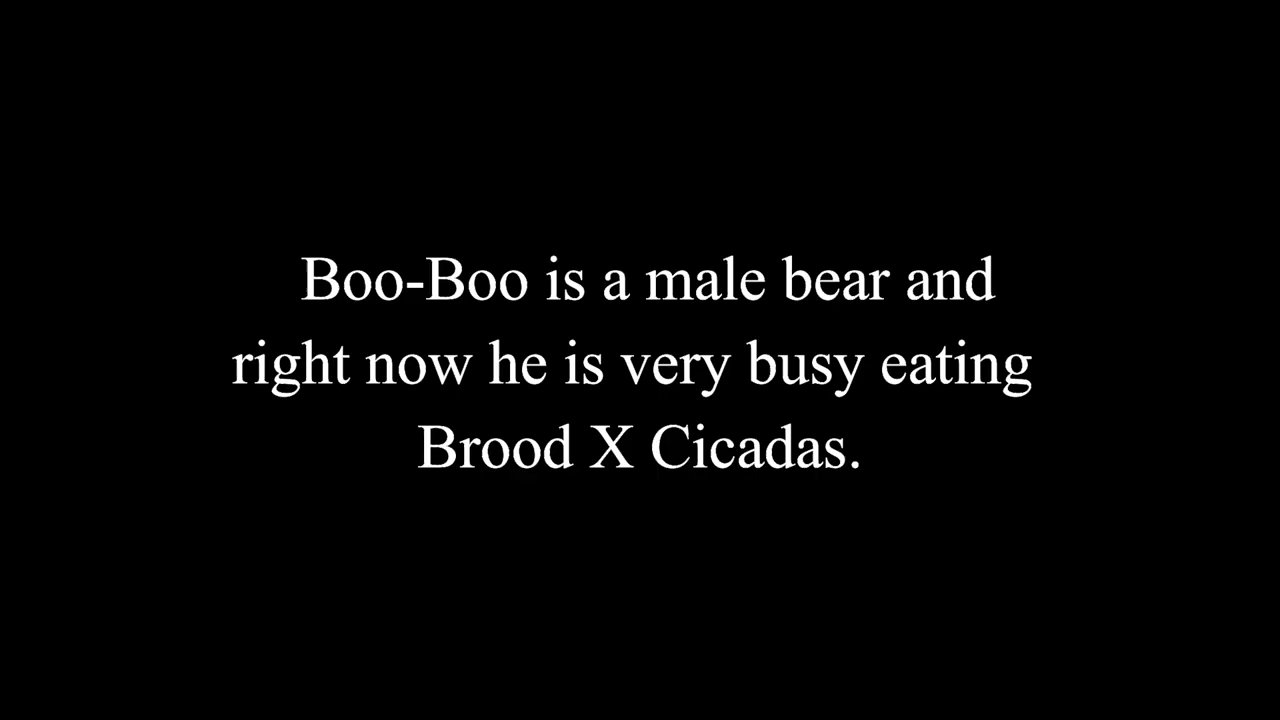 Boo-Boo is a male bear and
right now he is very busy eating
Brood X Cicadas.